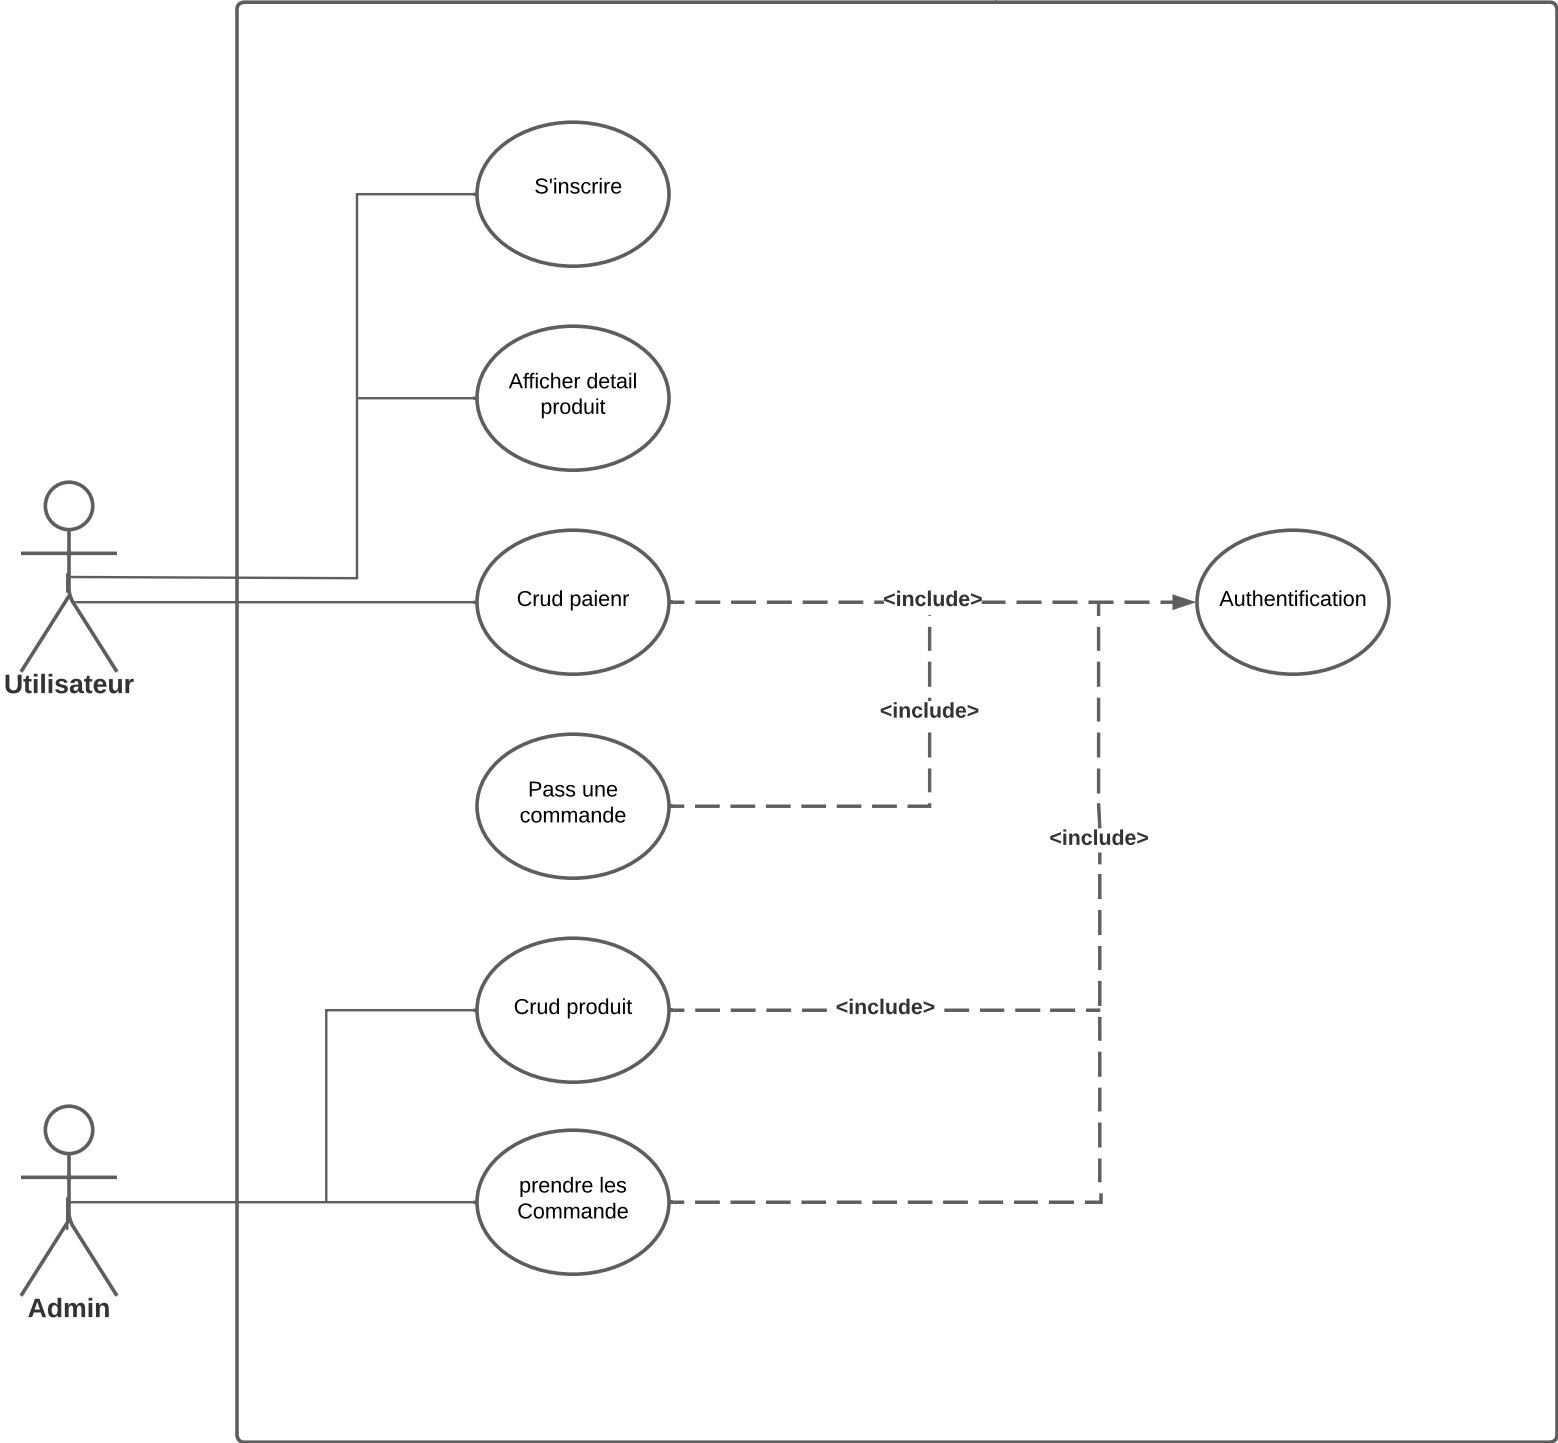 S'inscrire
Afficher detail
produit
Utilisateur
Crud paienr
<include>
Authentification
<include>
Pass une
commande
<include>
Crud produit
<include>
Admin
prendre les
Commande